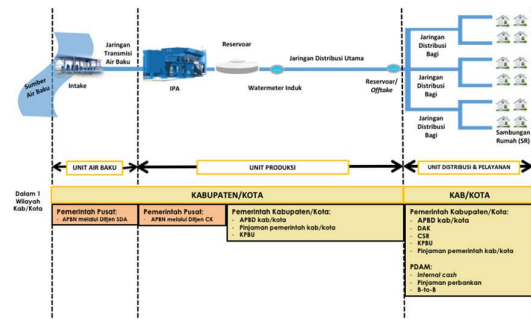 Jaringan
Transmisi
Air Baku
Reservoar
Jaringan Distribusi Utama
Jaringan
Distribusi
Bagi
Sumber
Air Baku
Intake
IPA
Watermeter Induk
Reservoar/
Offtake
Jaringan
Distribusi
Bagi
Jaringan
Distribusi
Bagi
Sambungan
Rumah (SR)
UNIT AIR BAKU
UNIT PRODUKSI
UNIT DISTRIBUSI & PELAYANAN
Dalam 1
Wilayah
Kab/Kota
KABUPATEN/KOTA
KAB/KOTA
Pemerintah Pusat:
- APBN melalui Ditjen SDA
Pemerintah Pusat:
- APBN melalui Ditjen CK
Pemerintah Kabupaten/Kota:
- APBD kab/kota
- Pinjaman pemerintah kab/kota
- KPBU
Pemerintah Kabupaten/Kota:
- APBD kab/kota
- DAK
- CSR
- KPBU
- Pinjaman pemerintah kab/kota
PDAM:
- Internal cash
- Pinjaman perbankan
- B-to-B